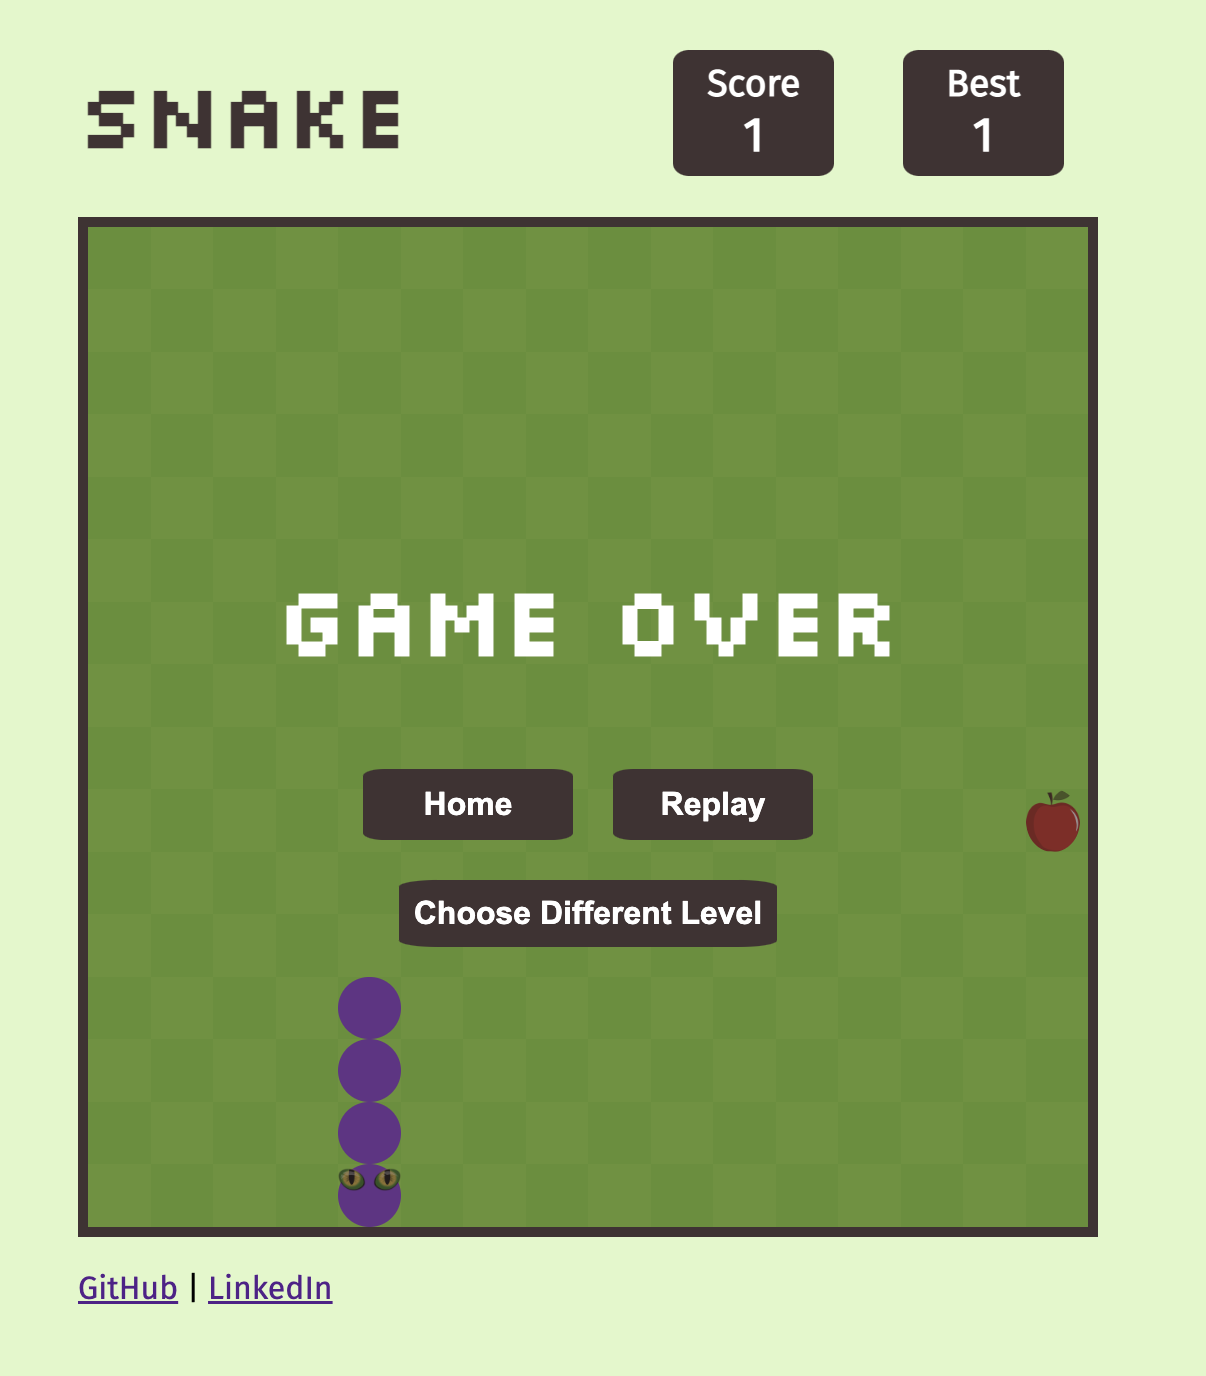 SNAKE
Score
1
Best
1
GAME OVER
Home
Replay
Choose Different Level
GitHub | LinkedIn